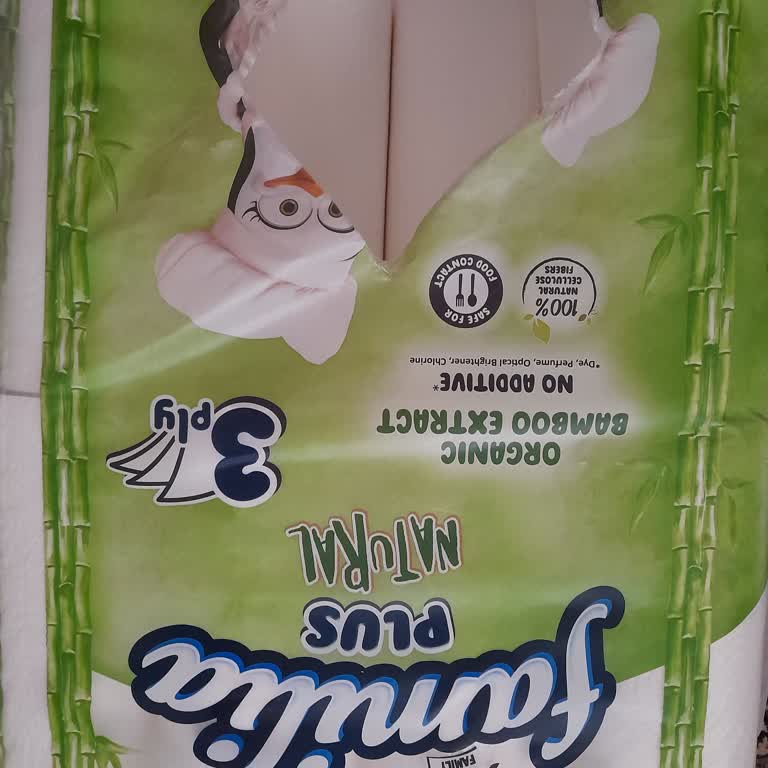 FAMILY
familia
PLUS
NATURAL
3
ply
ORGANIC
BAMBOO EXTRACT
NO ADDITIVE*
*Dye, Perfume, Optical Brightener, Chlorine
100%
NATURAL
CELLULOSE
FIBERS
SAFE FOR
FOOD CONTACT